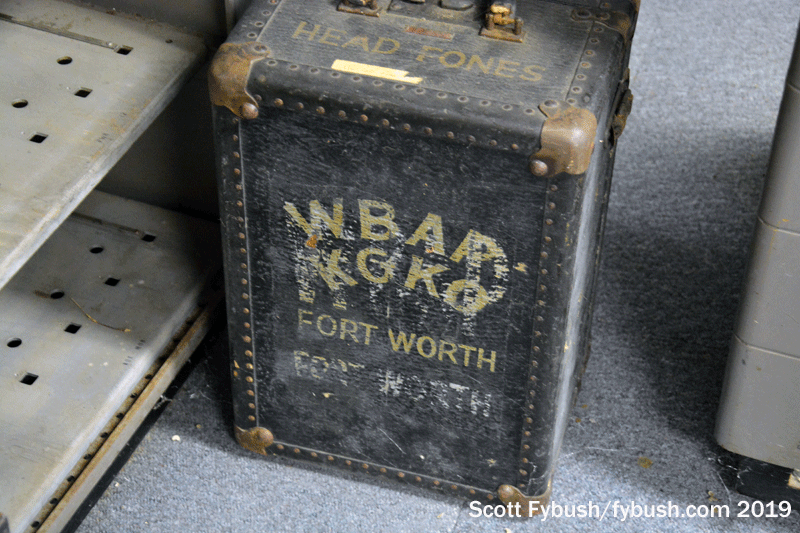 HEAD FONES
WBAP
KGKO
FORT WORTH
FORT WORTH
Scott Fybush/fybush.com 2019